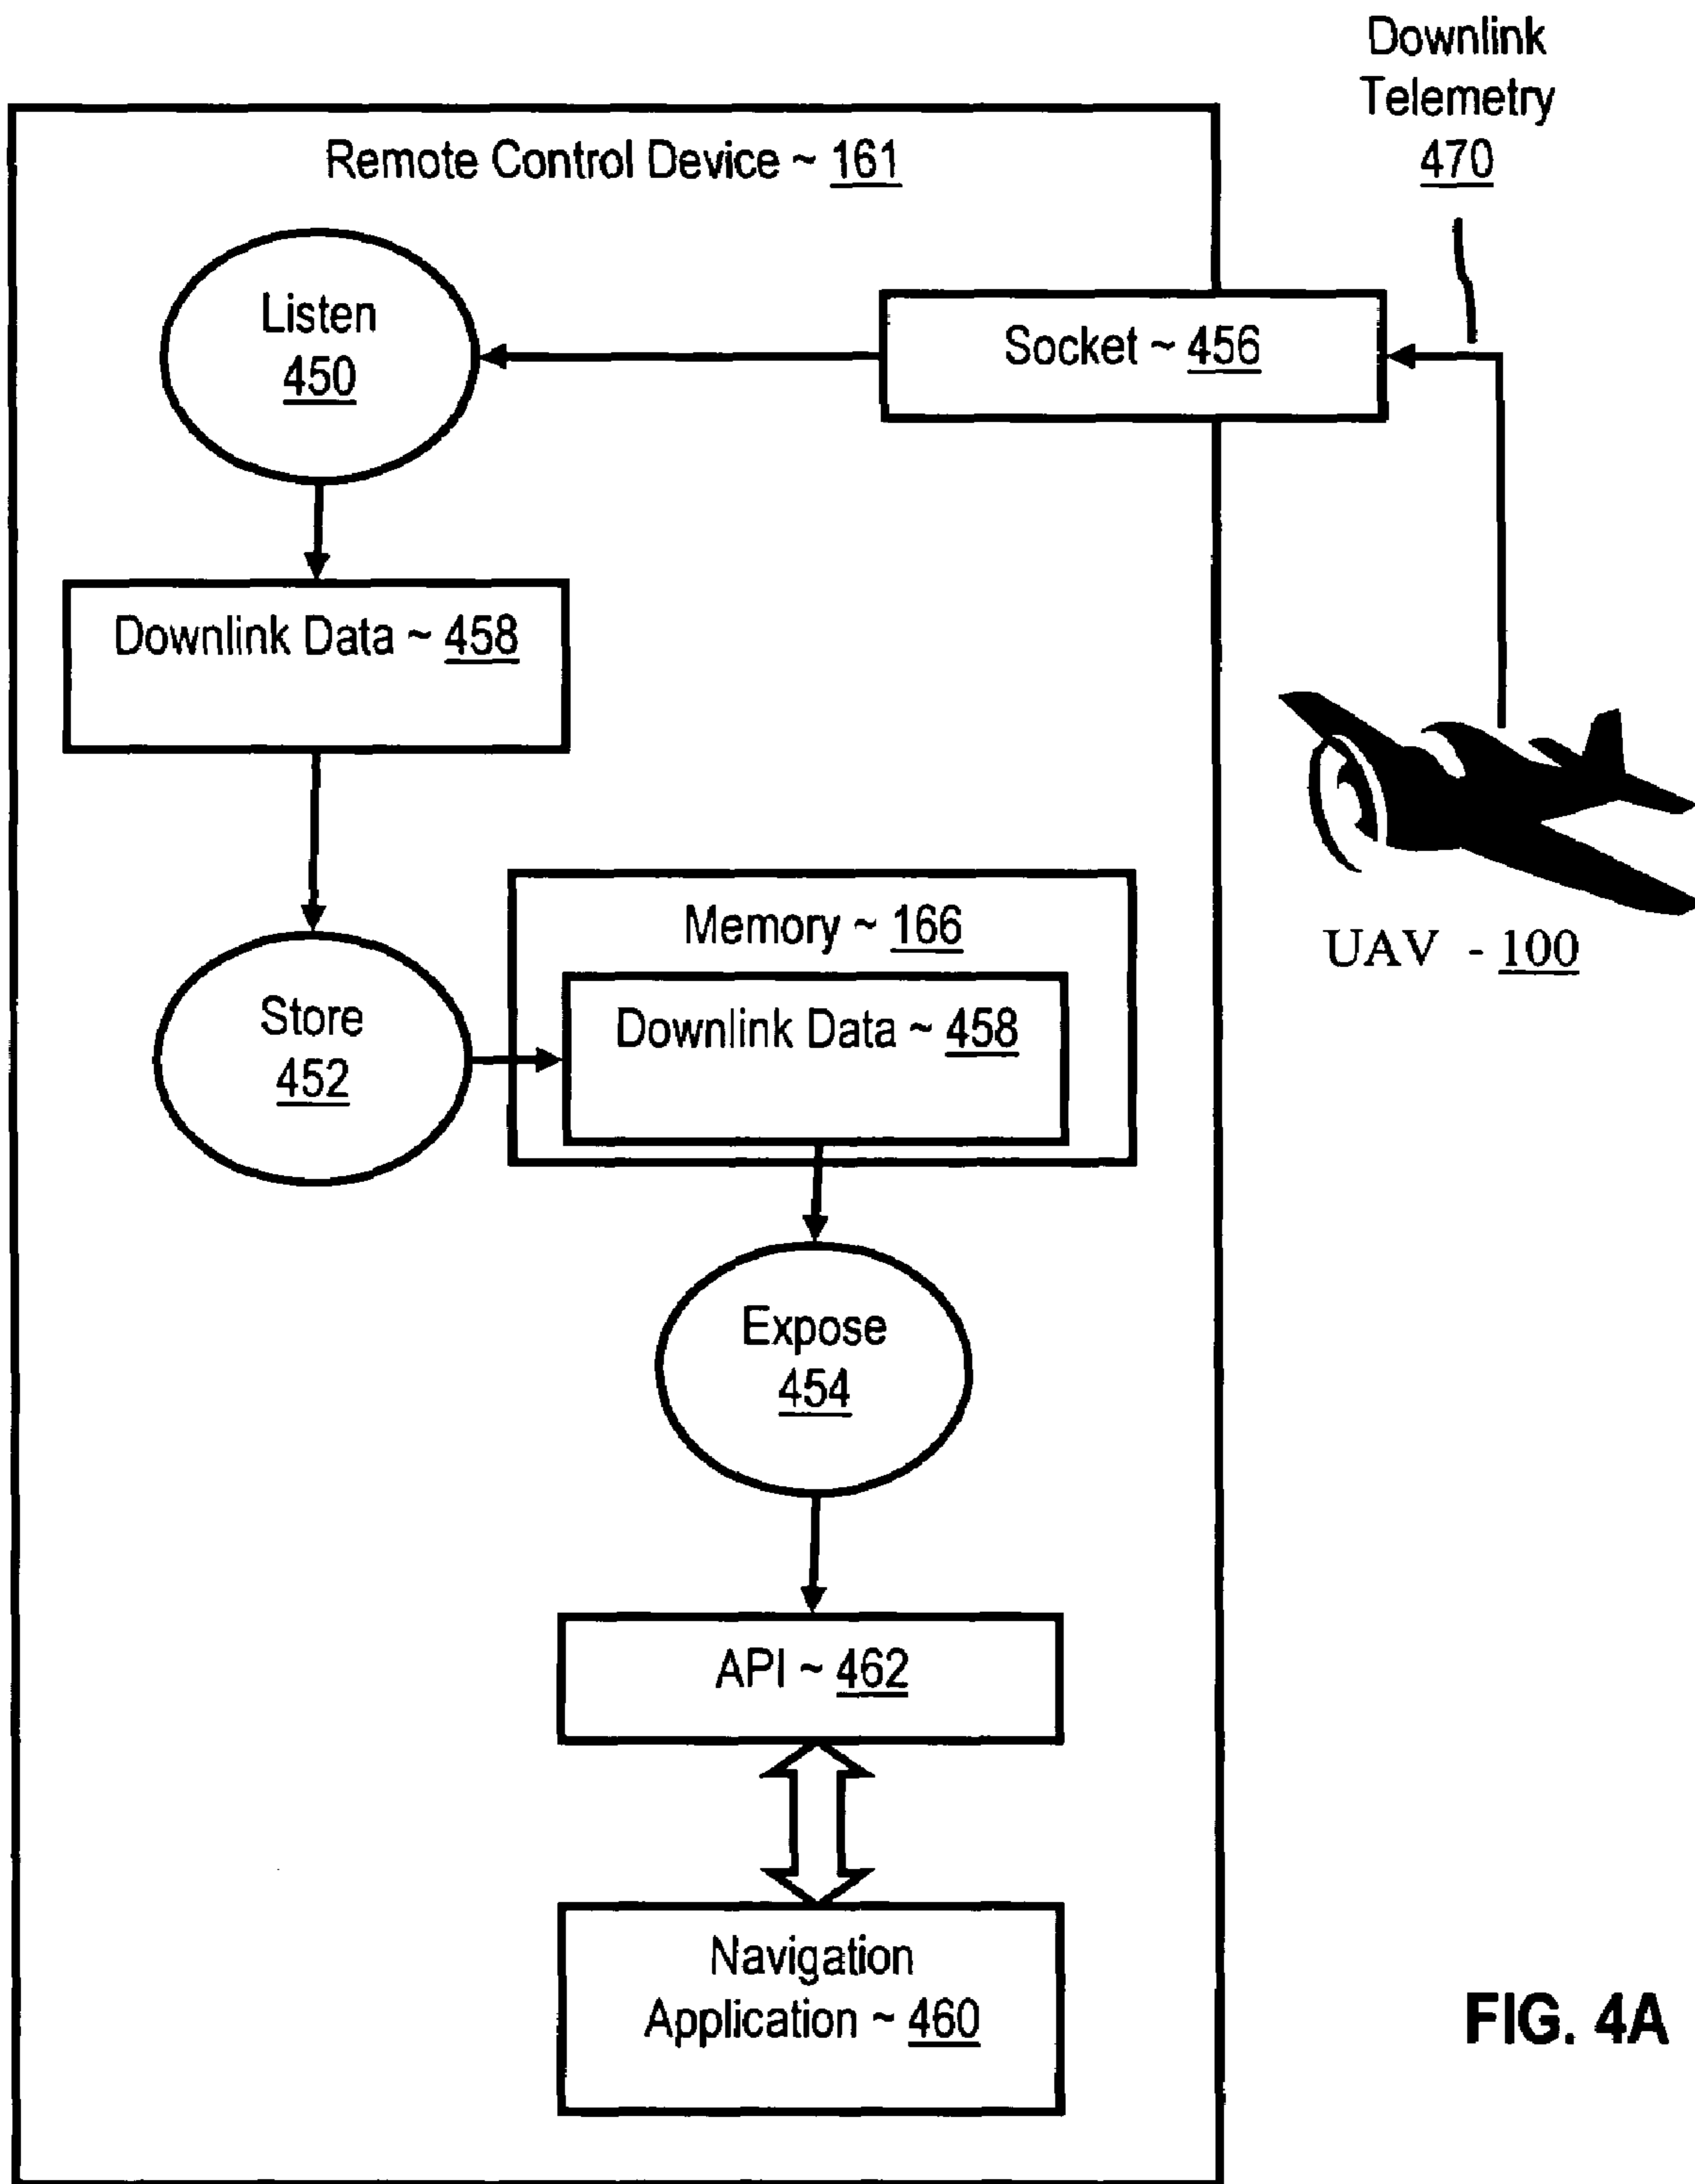 Downlink
Telemetry
470
Remote Control Device ~ 161
Listen
450
Socket ~ 456
Downlink Data ~ 458
Memory ~ 166
UAV - 100
Store
452
Downlink Data ~ 458
Expose
454
API ~ 462
Navigation
Application ~ 460
FIG. 4A